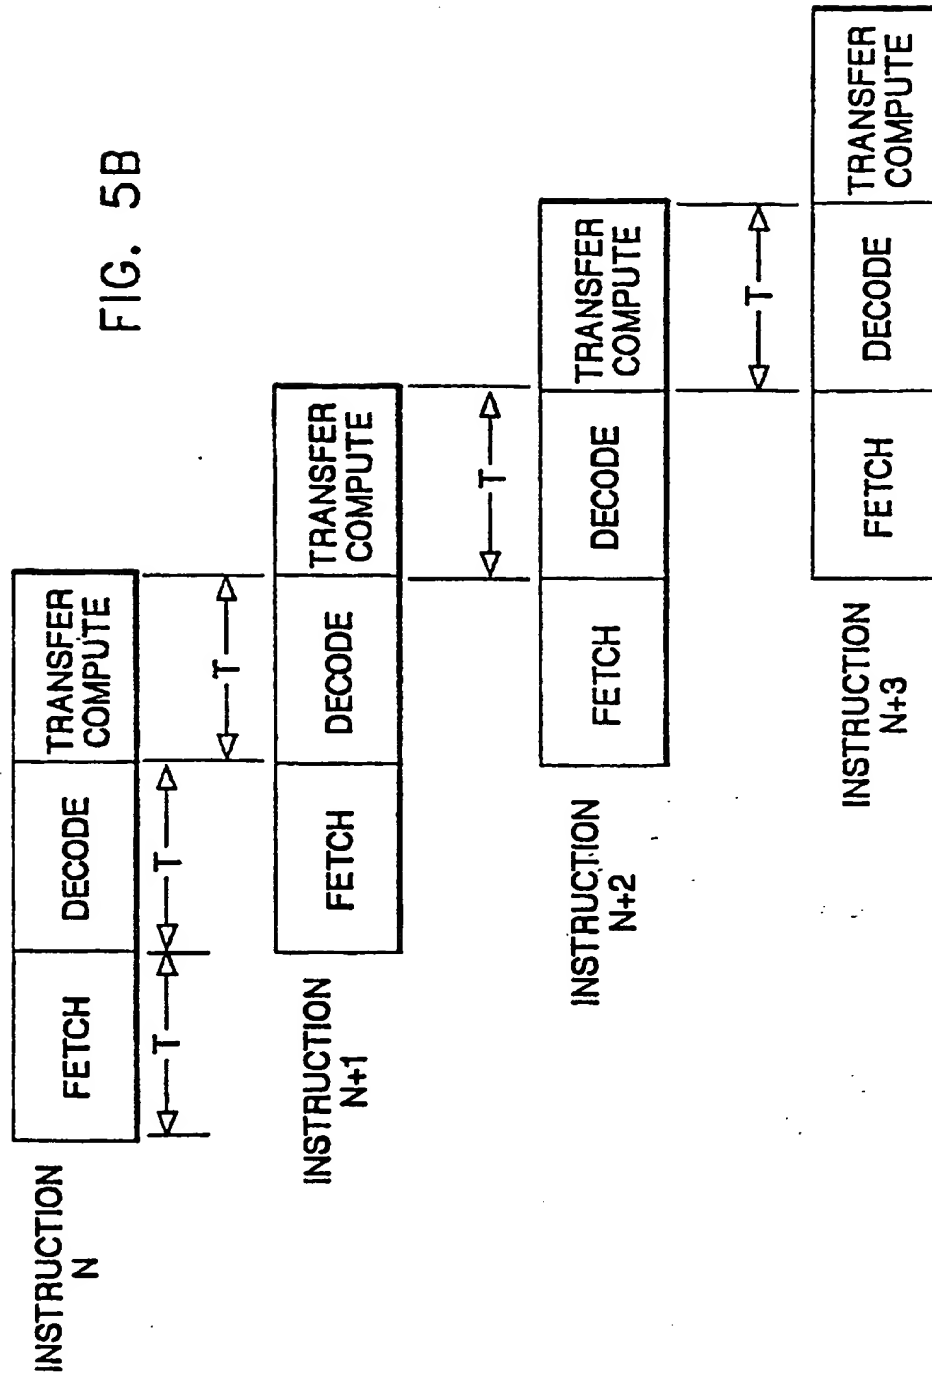 FIG. 5B
INSTRUCTION
N
FETCH
DECODE
TRANSFER
COMPUTE
T
T
T
INSTRUCTION
N+1
FETCH
DECODE
TRANSFER
COMPUTE
T
INSTRUCTION
N+2
FETCH
DECODE
TRANSFER
COMPUTE
T
INSTRUCTION
N+3
FETCH
DECODE
TRANSFER
COMPUTE